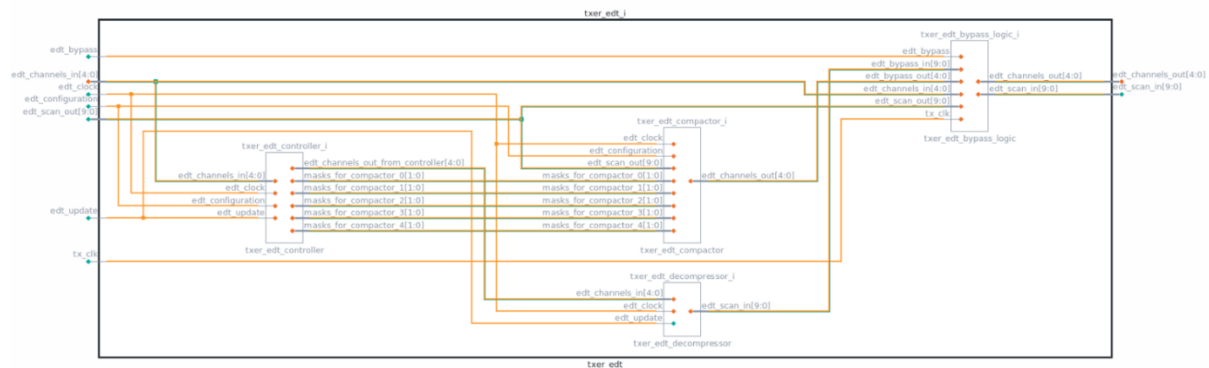 txer_edt_i
txer_edt_bypass_logic_i
edt_bypass
edt_bypass
edt_bypass_in[9:0]
edt_channels_in[4:0]
edt_bypass_out[4:0]
edt_channels_out[4:0]
edt_channels_out[4:0]
edt_clock
edt_channels_in[4:0]
edt_scan_in[9:0]
edt_scan_in[9:0]
edt_configuration
edt_scan_out[9:0]
edt_scan_out[9:0]
tx_clk
txer_edt_compactor_i
txer_edt_bypass_logic
edt_clock
txer_edt_controller_i
edt_configuration
edt_channels_out_from_controller[4:0]
edt_scan_out[9:0]
edt_channels_in[4:0]
masks_for_compactor_0[1:0]
masks_for_compactor_0[1:0]
edt_channels_out[4:0]
edt_clock
masks_for_compactor_1[1:0]
masks_for_compactor_1[1:0]
edt_configuration
masks_for_compactor_2[1:0]
masks_for_compactor_2[1:0]
edt_update
edt_update
masks_for_compactor_3[1:0]
masks_for_compactor_3[1:0]
masks_for_compactor_4[1:0]
masks_for_compactor_4[1:0]
txer_edt_controller
txer_edt_compactor
tx_clk
txer_edt_decompressor_i
edt_channels_in[4:0]
edt_clock
edt_scan_in[9:0]
edt_update
txer_edt_decompressor
txer_edt